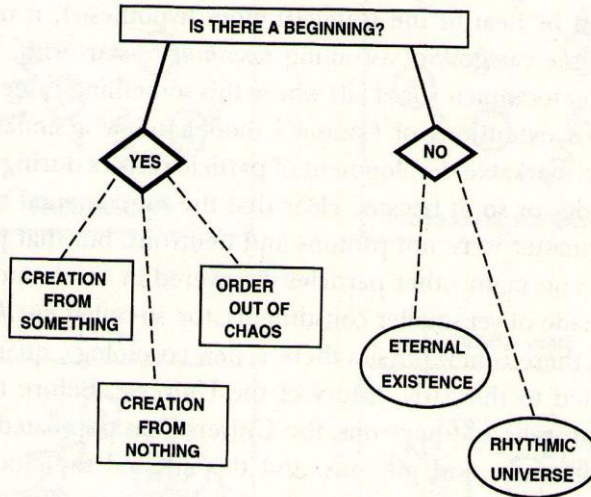 IS THERE A BEGINNING?
YES
NO
CREATION
FROM
SOMETHING
ORDER
OUT OF
CHAOS
CREATION
FROM
NOTHING
ETERNAL
EXISTENCE
RHYTHMIC
UNIVERSE